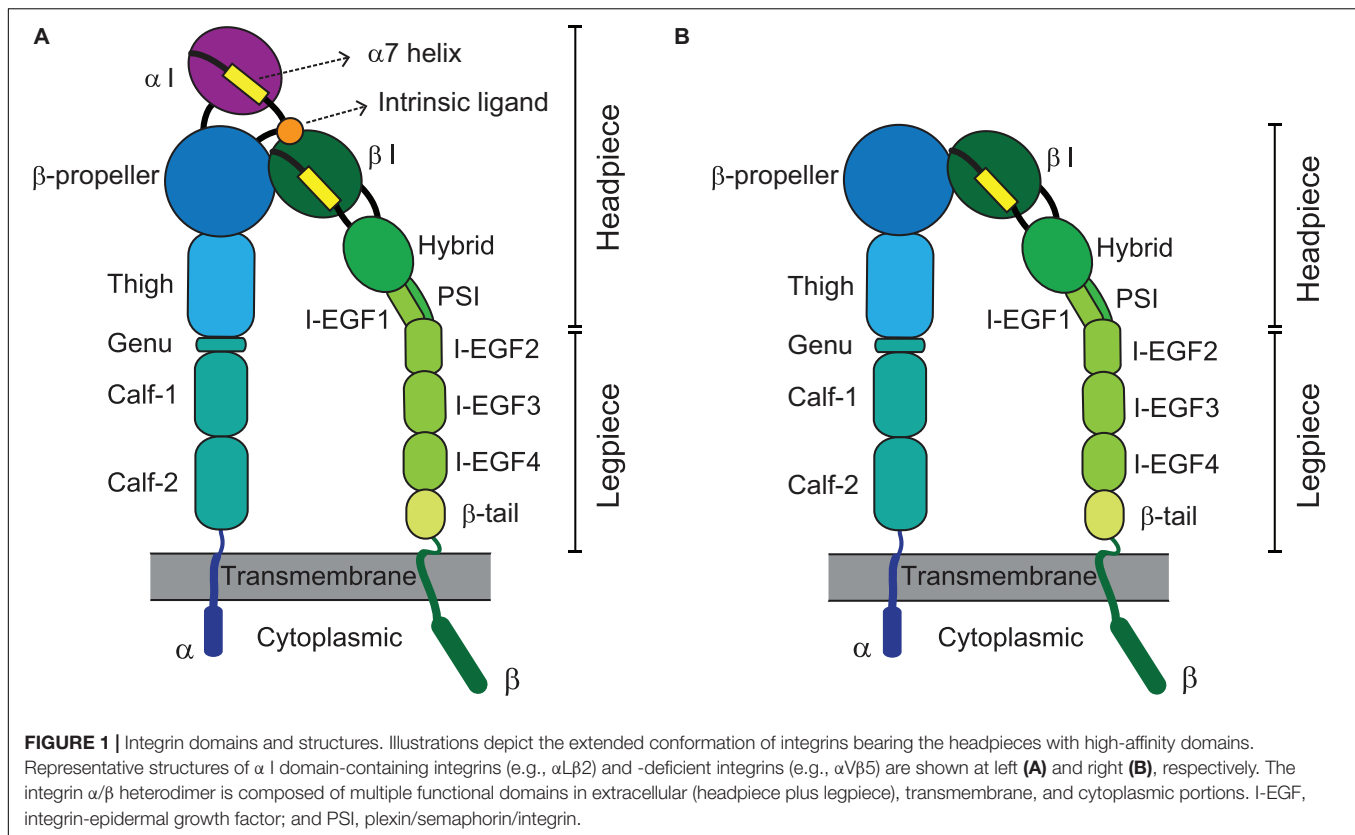 A
α I
α7 helix
Intrinsic ligand
β I
β-propeller
Hybrid
Thigh
PSI
I-EGF1
Genu
I-EGF2
Calf-1
I-EGF3
I-EGF4
Calf-2
β-tail
Headpiece
Legpiece
Transmembrane
Cytoplasmic
α
β
B
β I
β-propeller
Hybrid
Thigh
PSI
I-EGF1
Genu
I-EGF2
Calf-1
I-EGF3
I-EGF4
Calf-2
β-tail
Headpiece
Legpiece
Transmembrane
Cytoplasmic
α
β
FIGURE 1 | Integrin domains and structures. Illustrations depict the extended conformation of integrins bearing the headpieces with high-affinity domains.
Representative structures of α I domain-containing integrins (e.g., αLβ2) and -deficient integrins (e.g., αVβ5) are shown at left (A) and right (B), respectively. The
integrin α/β heterodimer is composed of multiple functional domains in extracellular (headpiece plus legpiece), transmembrane, and cytoplasmic portions. I-EGF,
integrin-epidermal growth factor; and PSI, plexin/semaphorin/integrin.